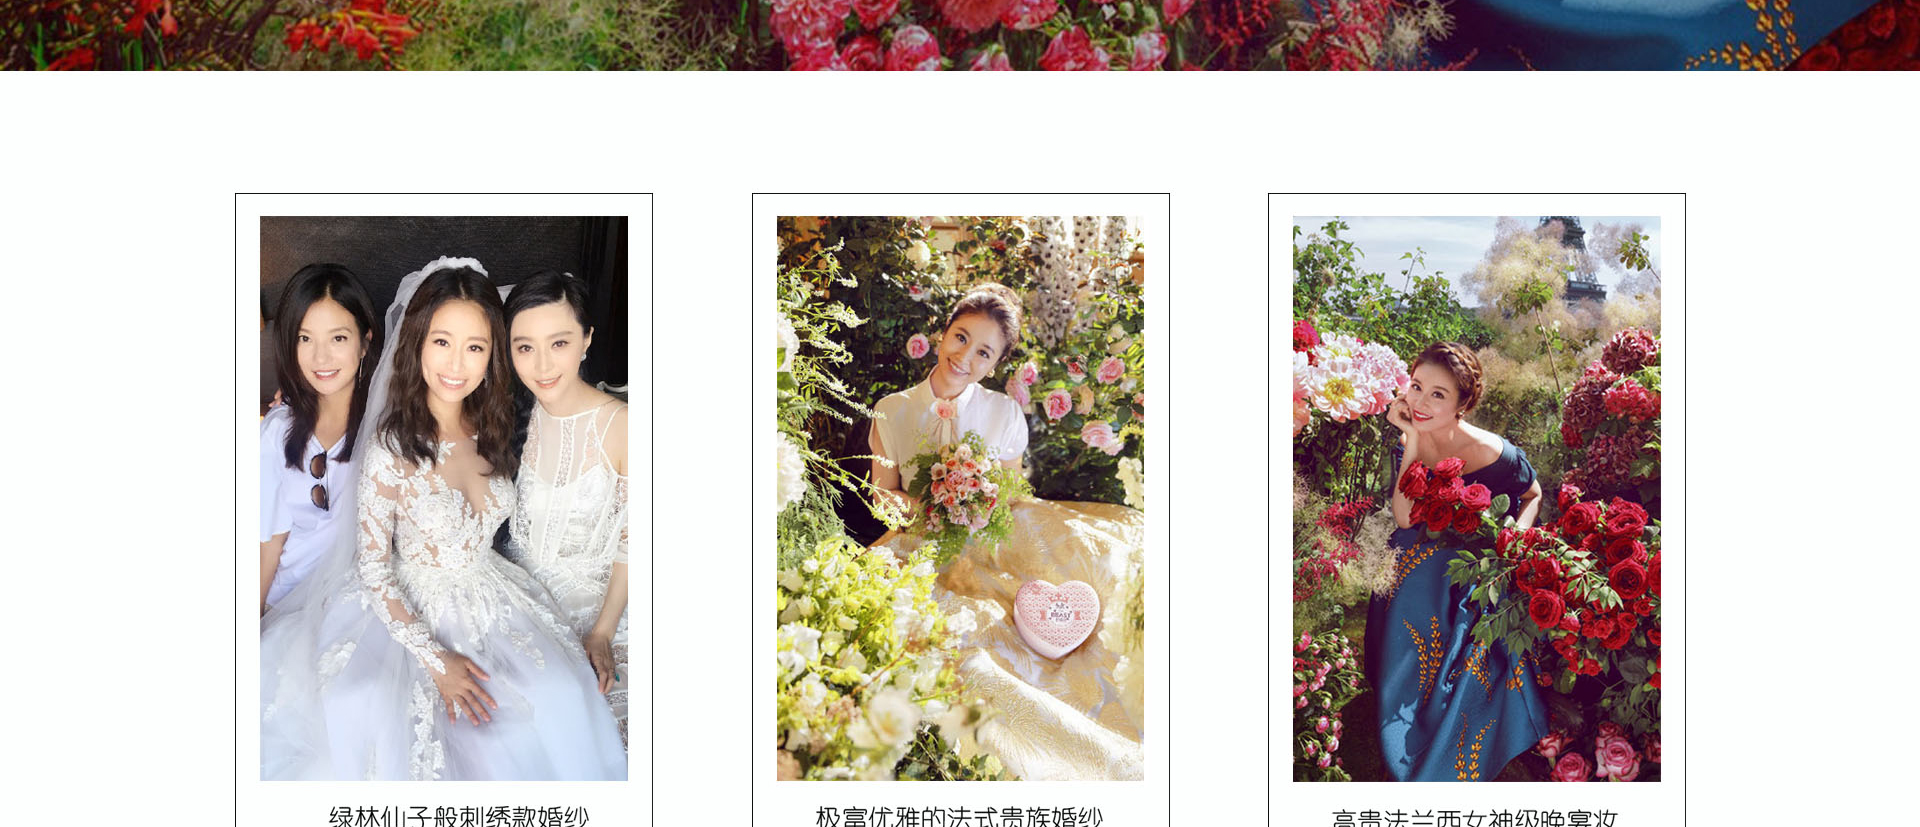 绿林仙子般刺绣款婚纱
极富优雅的法式贵族婚纱
高贵法兰西女神级晚宴妆